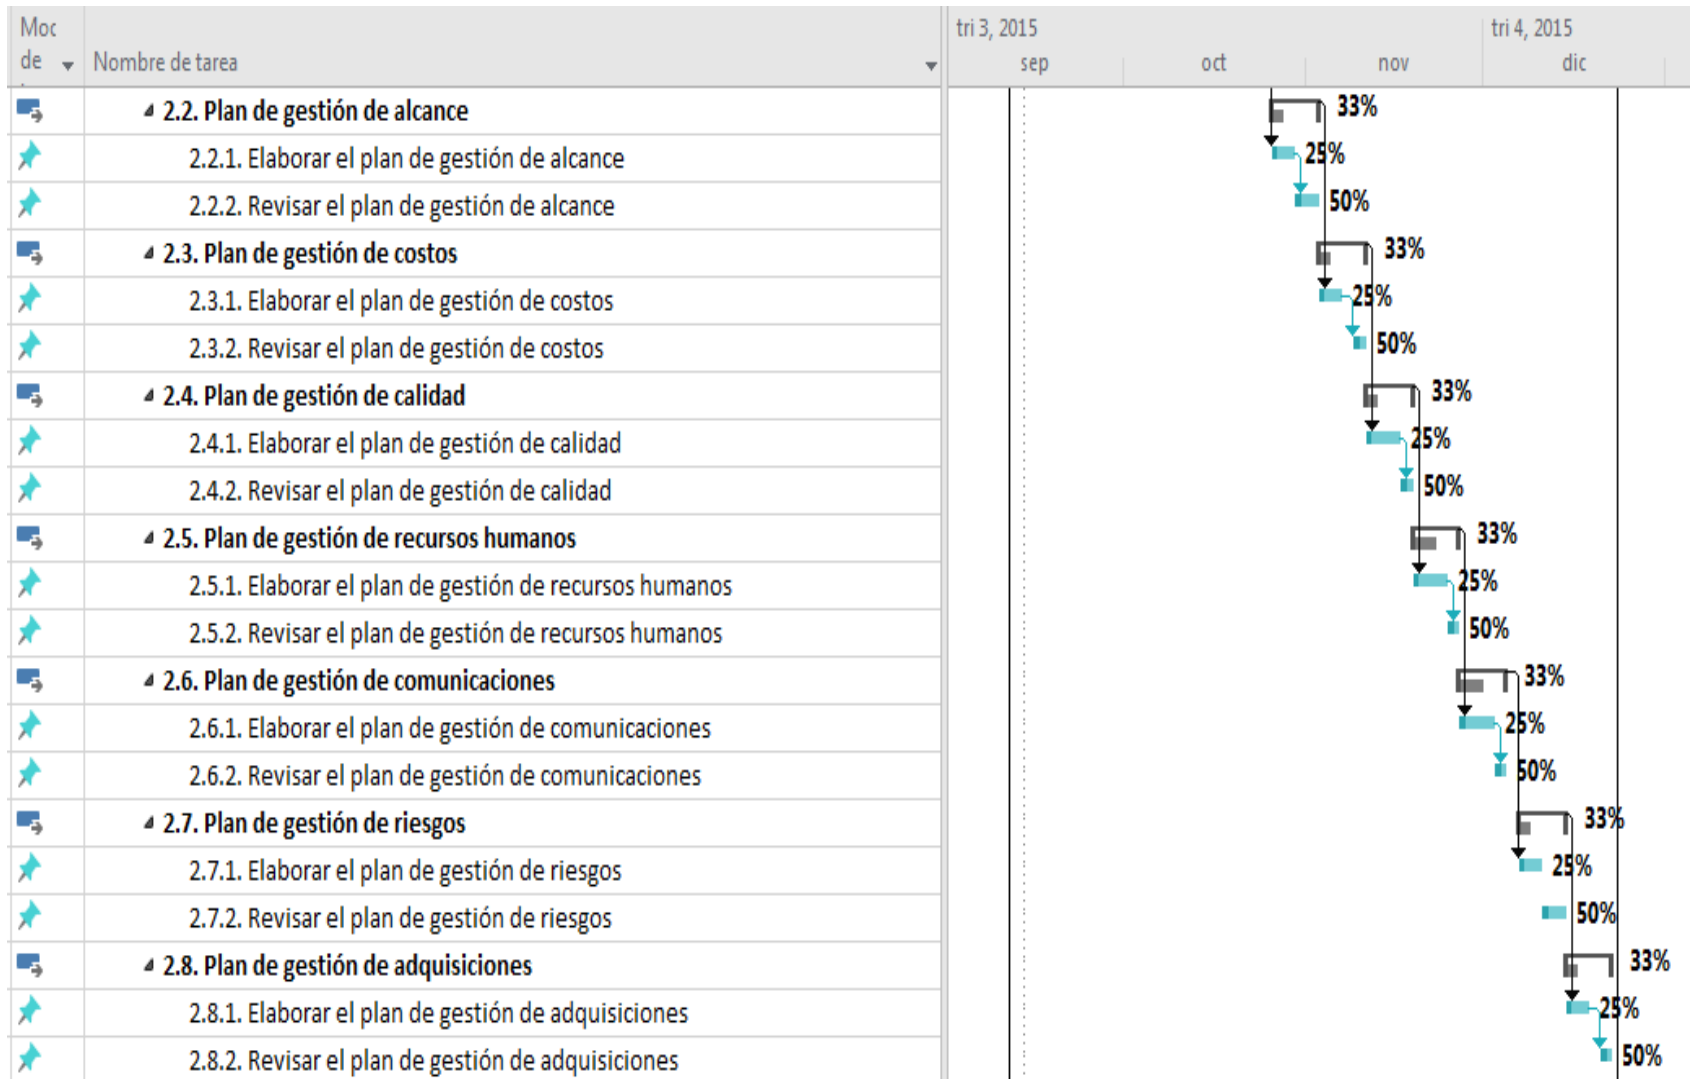 Moc
de
Nombre de tarea
tri 3, 2015
tri 4, 2015
sep
oct
nov
dic
2.2. Plan de gestión de alcance
33%
2.2.1. Elaborar el plan de gestión de alcance
25%
2.2.2. Revisar el plan de gestión de alcance
50%
2.3. Plan de gestión de costos
33%
2.3.1. Elaborar el plan de gestión de costos
25%
2.3.2. Revisar el plan de gestión de costos
50%
2.4. Plan de gestión de calidad
33%
2.4.1. Elaborar el plan de gestión de calidad
25%
2.4.2. Revisar el plan de gestión de calidad
50%
2.5. Plan de gestión de recursos humanos
33%
2.5.1. Elaborar el plan de gestión de recursos humanos
25%
2.5.2. Revisar el plan de gestión de recursos humanos
50%
2.6. Plan de gestión de comunicaciones
33%
2.6.1. Elaborar el plan de gestión de comunicaciones
25%
2.6.2. Revisar el plan de gestión de comunicaciones
50%
2.7. Plan de gestión de riesgos
33%
2.7.1. Elaborar el plan de gestión de riesgos
25%
2.7.2. Revisar el plan de gestión de riesgos
50%
2.8. Plan de gestión de adquisiciones
33%
2.8.1. Elaborar el plan de gestión de adquisiciones
25%
2.8.2. Revisar el plan de gestión de adquisiciones
50%